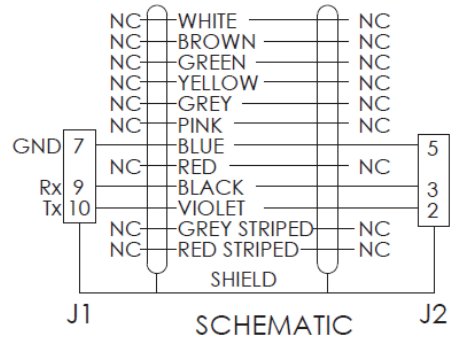 NC WHITE NC
NC BROWN NC
NC GREEN NC
NC YELLOW NC
NC GREY NC
NC PINK NC
GND 7 BLUE 5
NC RED NC
Rx 9 BLACK 3
Tx 10 VIOLET 2
NC GREY STRIPED NC
NC RED STRIPED NC
SHIELD
J1 SCHEMATIC J2